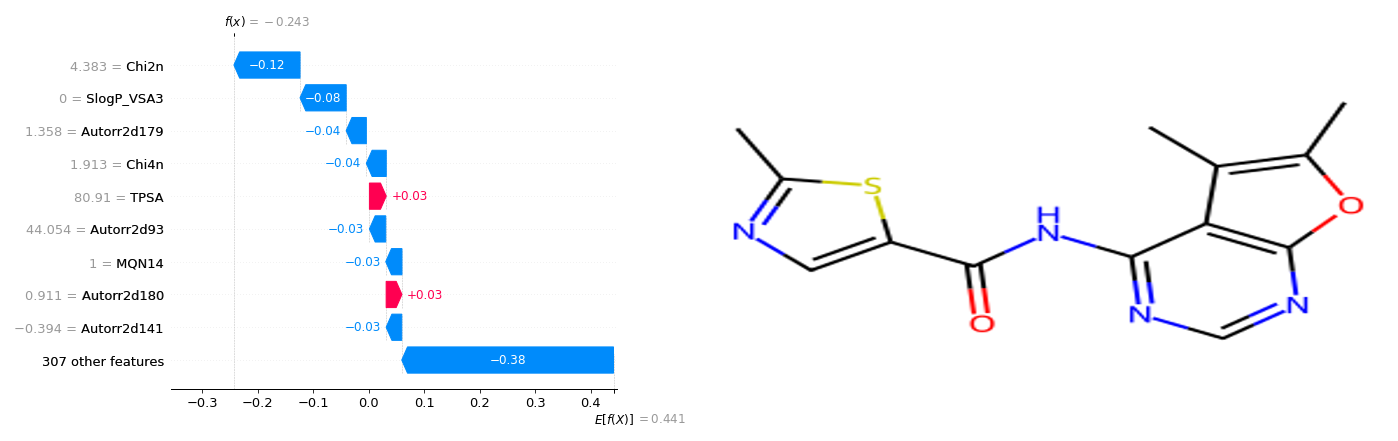 f(x) = −0.243
4.383 = Chi2n
−0.12
0 = SlogP_VSA3
−0.08
1.358 = Autorr2d179
−0.04
1.913 = Chi4n
−0.04
80.91 = TPSA
+0.03
44.054 = Autorr2d93
−0.03
1 = MQN14
−0.03
0.911 = Autorr2d180
+0.03
−0.394 = Autorr2d141
−0.03
307 other features
−0.38
−0.3 −0.2 −0.1 0.0 0.1 0.2 0.3 0.4
E[f(X)] = 0.441
S
N
O
H
N
N
N
O